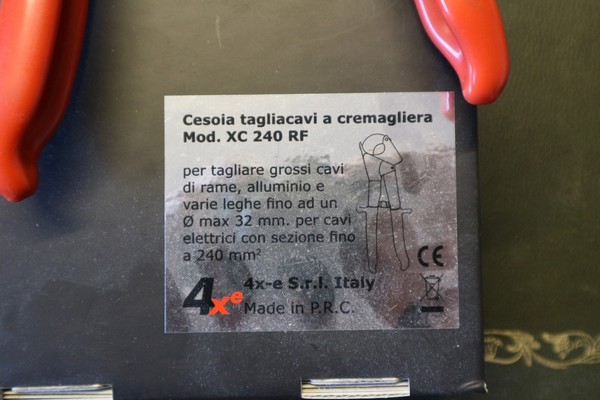 Cesoia tagliacavi a cremagliera
Mod. XC 240 RF
per tagliare grossi cavi
di rame, alluminio e
varie leghe fino ad un
Ø max 32 mm. per cavi
elettrici con sezione fino
a 240 mm²
CE
4xe
4x-e S.r.l. Italy
Made in P.R.C.